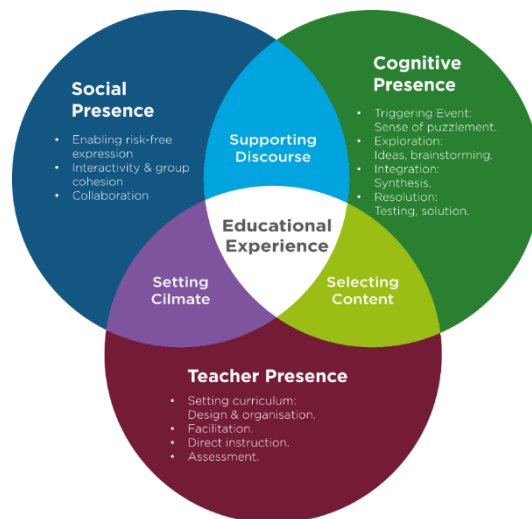 Social
Presence
• Enabling risk-free
expression
• Interactivity & group
cohesion
• Collaboration
Cognitive
Presence
• Triggering Event:
Sense of puzzlement.
• Exploration:
Ideas, brainstorming.
• Integration:
Synthesis.
• Resolution:
Testing, solution.
Supporting
Discourse
Educational
Experience
Setting
Cilmate
Selecting
Content
Teacher Presence
• Setting curriculum:
Design & organisation.
• Facilitation.
• Direct instruction.
• Assessment.